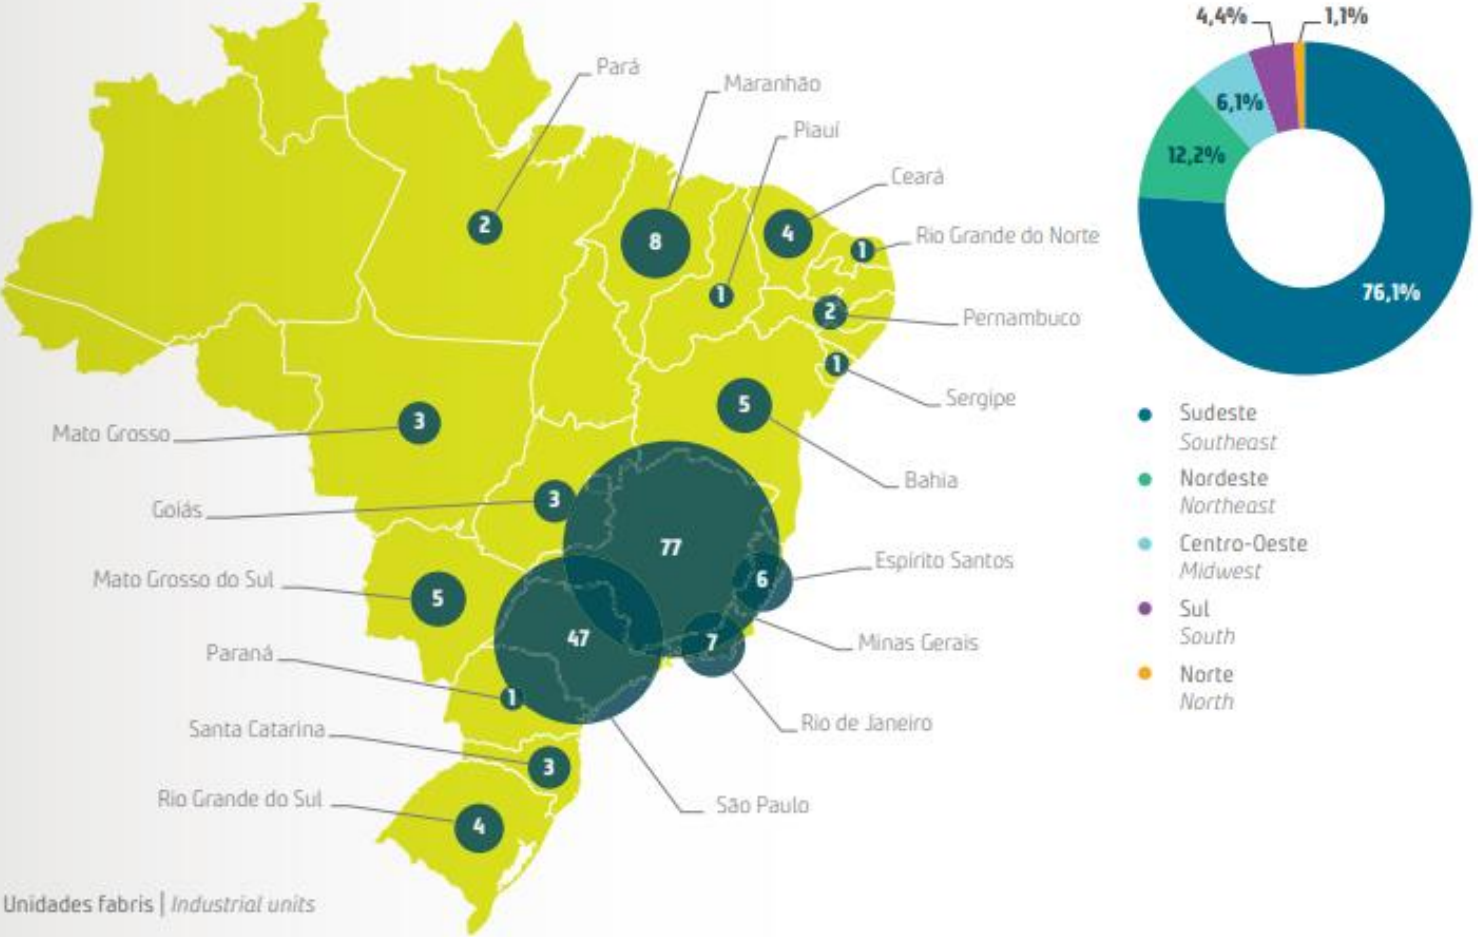 4,4%
1,1%
6,1%
12,2%
76,1%
Pará
Maranhão
Piauí
Ceará
Rio Grande do Norte
Pernambuco
Sergipe
Bahia
Espírito Santos
Minas Gerais
Rio de Janeiro
São Paulo
Mato Grosso
Goiás
Mato Grosso do Sul
Paraná
Santa Catarina
Rio Grande do Sul
2
8
4
1
1
2
1
5
3
3
77
6
5
47
7
1
3
4
Sudeste
Southeast
Nordeste
Northeast
Centro-Oeste
Midwest
Sul
South
Norte
North
Unidades fabris | Industrial units